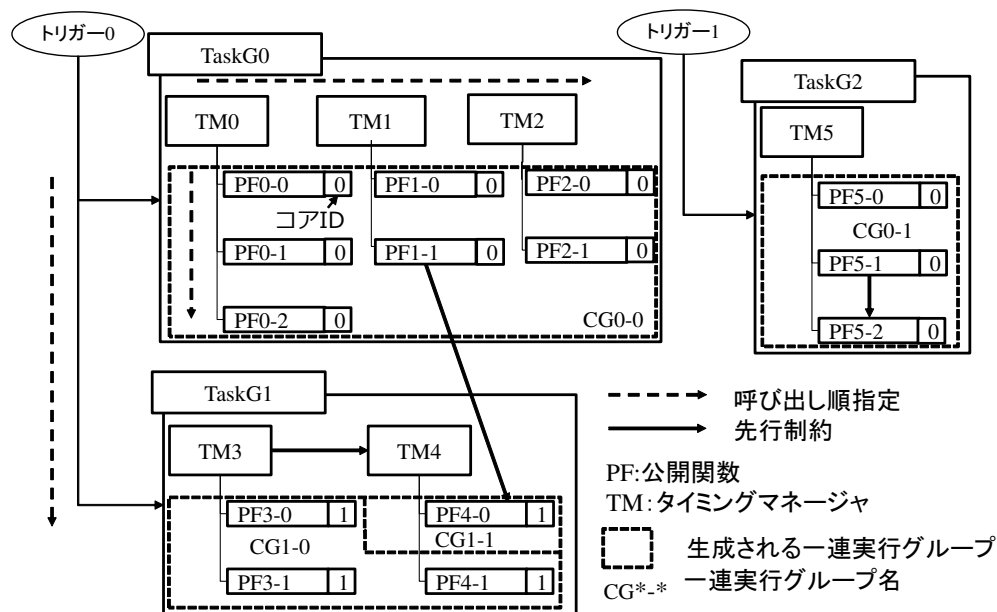 トリガー0
トリガー1
TaskG0
TaskG2
TM0
TM1
TM2
TM5
PF0-0 0
PF1-0 0
PF2-0 0
PF5-0 0
コアID
CG0-1
PF0-1 0
PF1-1 0
PF2-1 0
PF5-1 0
PF0-2 0
CG0-0
PF5-2 0
TaskG1
呼び出し順指定
先行制約
TM3
TM4
PF:公開関数
TM:タイミングマネージャ
PF3-0 1
PF4-0 1
CG1-0
CG1-1
生成される一連実行グループ
PF3-1 1
PF4-1 1
CG*-* 一連実行グループ名